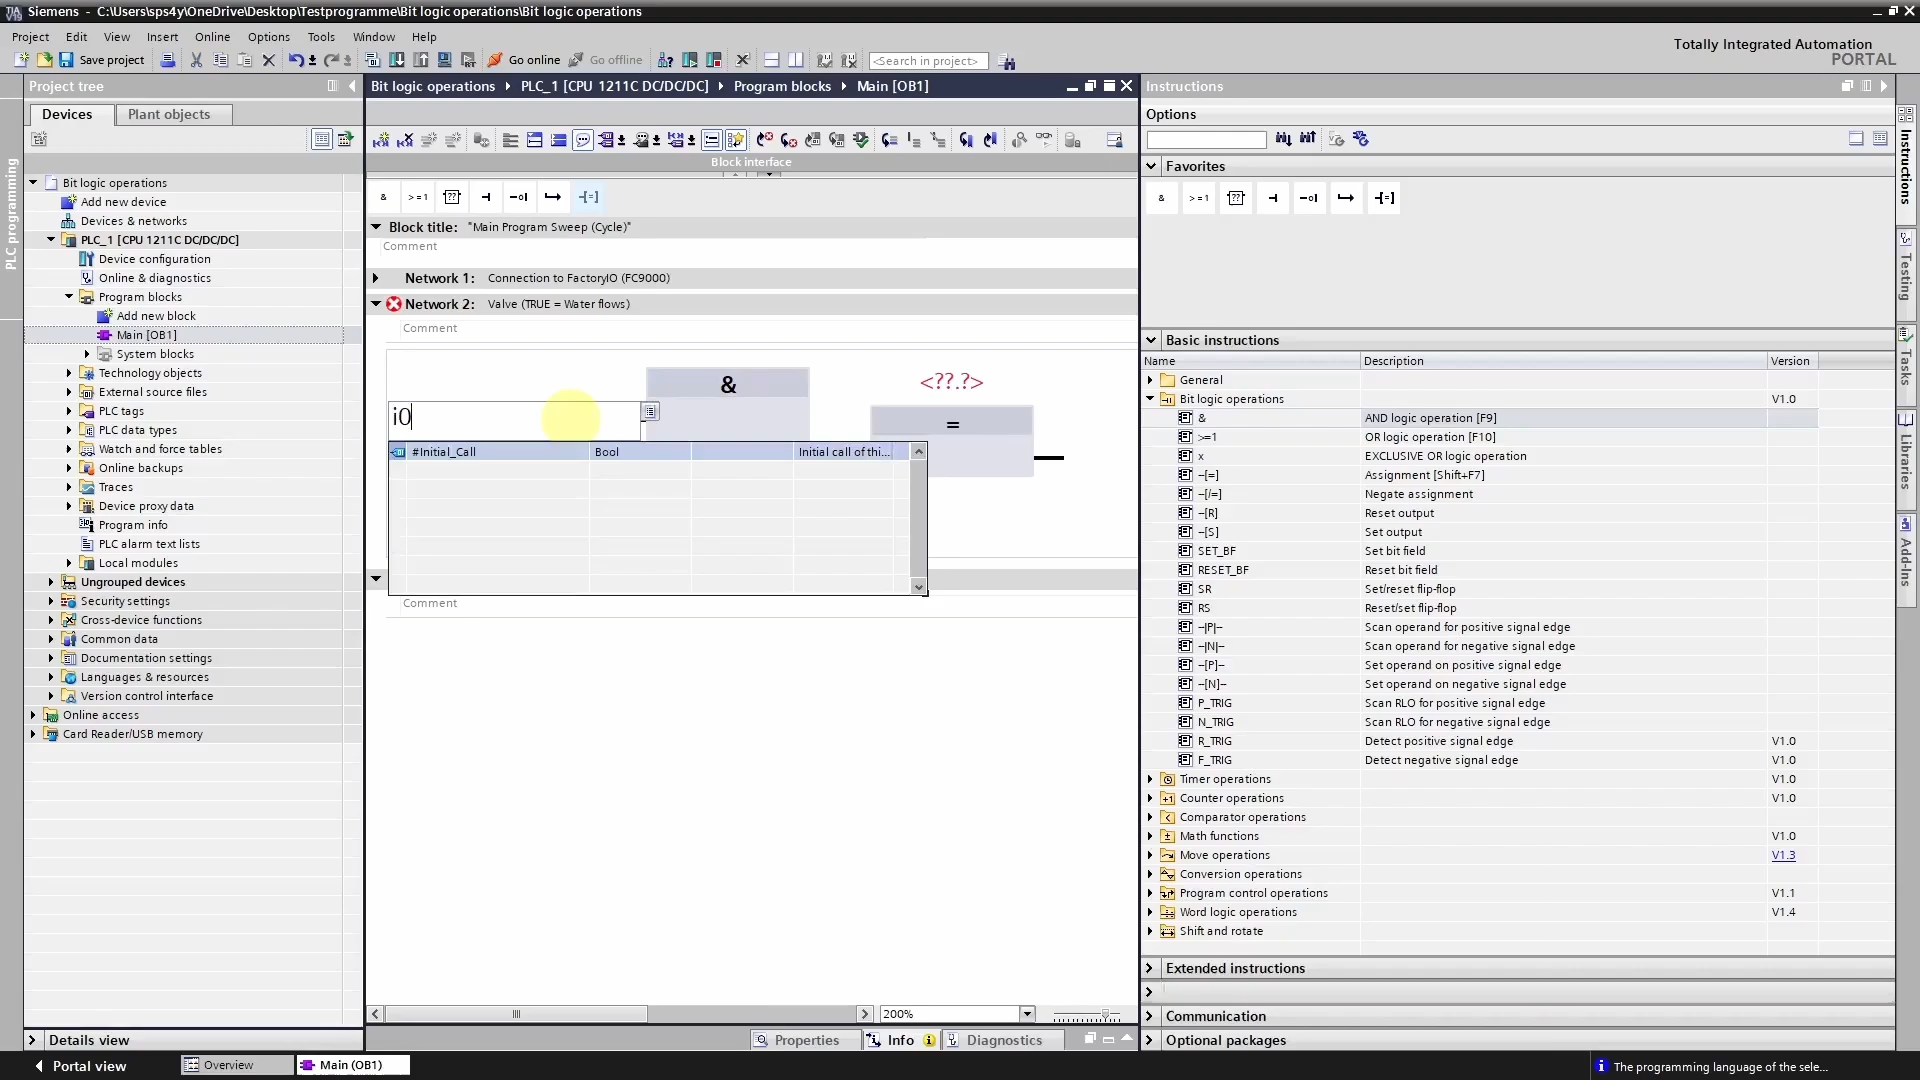 Siemens - C:\Users\sps4y\OneDrive\Desktop\Testprogramme\Bit logic operations\Bit logic operations
Project Edit View Insert Online Options Tools Window Help
Totally Integrated Automation
PORTAL
Save project
Go online
Go offline
<Search in project>
Project tree
Devices
Plant objects
PLC programming
Bit logic operations
Add new device
Devices & networks
PLC_1 [CPU 1211C DC/DC/DC]
Device configuration
Online & diagnostics
Program blocks
Add new block
Main [OB1]
System blocks
Technology objects
External source files
PLC tags
PLC data types
Watch and force tables
Online backups
Traces
Device proxy data
Program info
PLC alarm text lists
Local modules
Ungrouped devices
Security settings
Cross-device functions
Common data
Documentation settings
Languages & resources
Version control interface
Online access
Card Reader/USB memory
Details view
Bit logic operations PLC_1 [CPU 1211C DC/DC/DC] Program blocks Main [OB1]
Block interface
& >=1 ?? -| -o| -[=]
Block title: "Main Program Sweep (Cycle)"
Comment
Network 1: Connection to FactoryIO (FC9000)
Network 2: Valve (TRUE = Water flows)
Comment
&
<??.?>
=
i0
#Initial_Call Bool Initial call of thi...
Comment
200%
Properties
Info
Diagnostics
Instructions
Options
Favorites
& >=1 ?? -| -o| -[=]
Basic instructions
Name Description Version
General
Bit logic operations V1.0
& AND logic operation [F9]
>=1 OR logic operation [F10]
x EXCLUSIVE OR logic operation
-[=] Assignment [Shift+F7]
-[/=] Negate assignment
-[R] Reset output
-[S] Set output
SET_BF Set bit field
RESET_BF Reset bit field
SR Set/reset flip-flop
RS Reset/set flip-flop
-|P|- Scan operand for positive signal edge
-|N|- Scan operand for negative signal edge
-[P]- Set operand on positive signal edge
-[N]- Set operand on negative signal edge
P_TRIG Scan RLO for positive signal edge
N_TRIG Scan RLO for negative signal edge
R_TRIG Detect positive signal edge V1.0
F_TRIG Detect negative signal edge V1.0
Timer operations V1.0
Counter operations V1.0
Comparator operations
Math functions V1.0
Move operations V1.3
Conversion operations
Program control operations V1.1
Word logic operations V1.4
Shift and rotate
Extended instructions
Communication
Optional packages
Instructions
Testing
Tasks
Libraries
Add-Ins
Portal view
Overview
Main (OB1)
The programming language of the sele...